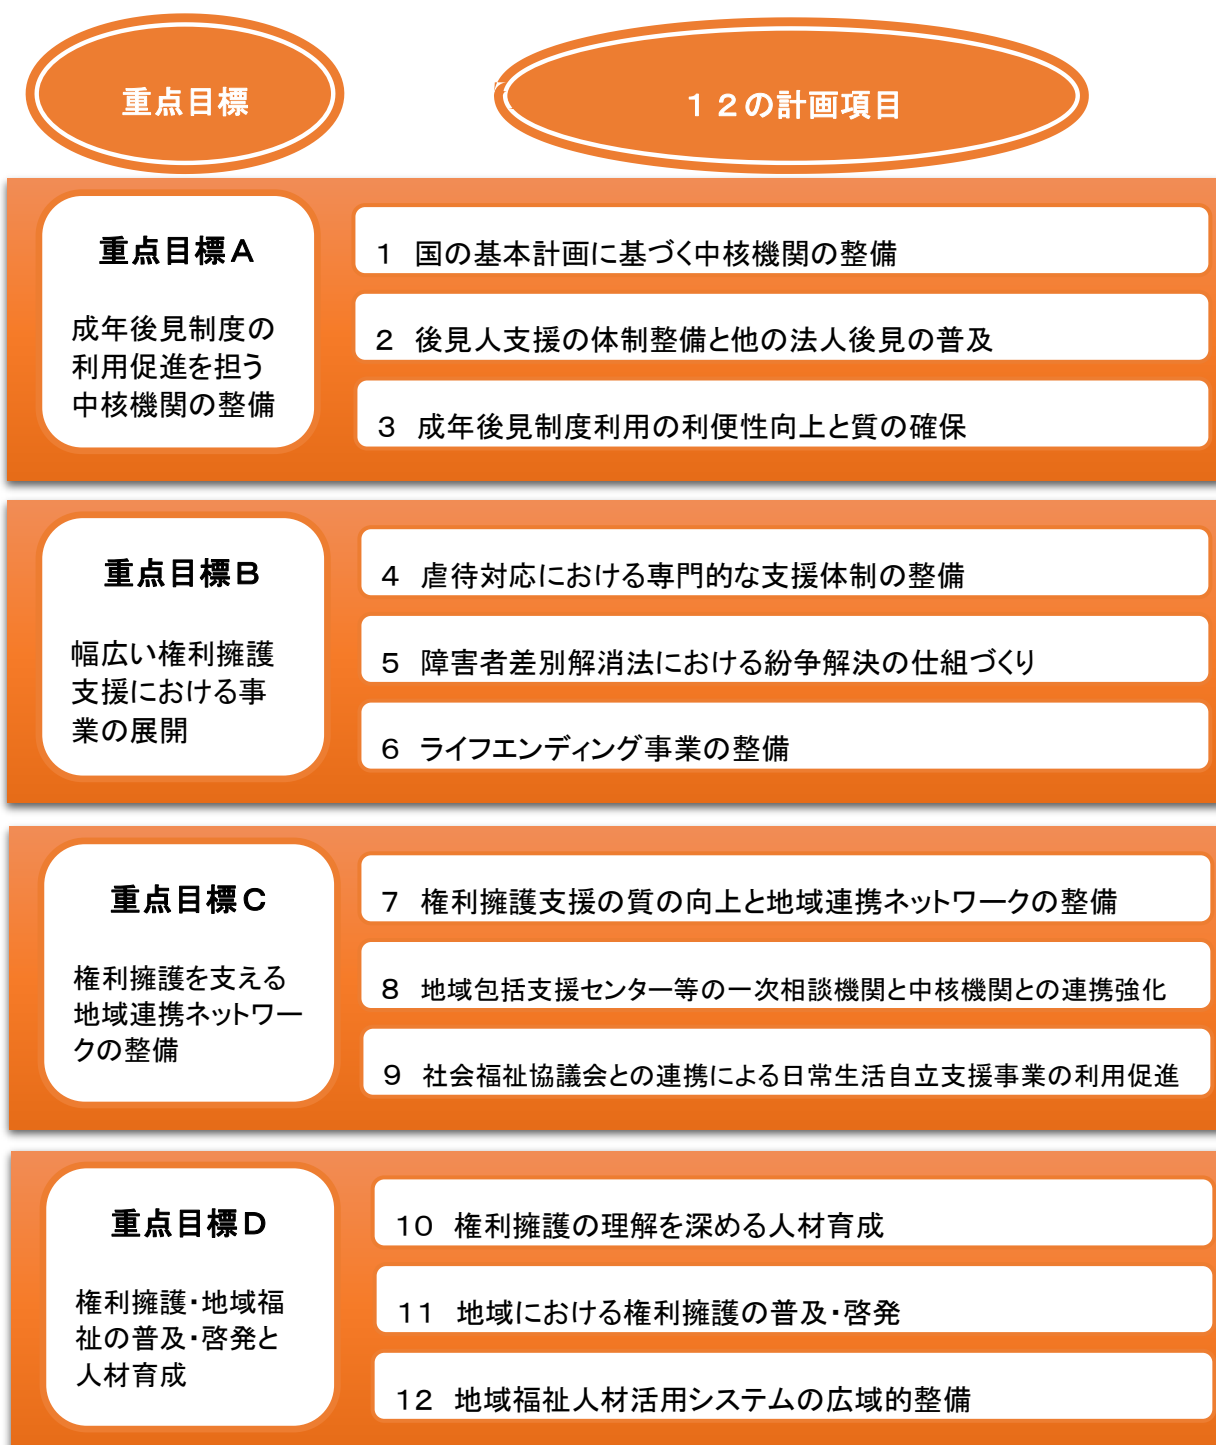 重点目標
１２の計画項目
重点目標Ａ
成年後見制度の
利用促進を担う
中核機関の整備
１　国の基本計画に基づく中核機関の整備
２　後見人支援の体制整備と他の法人後見の普及
３　成年後見制度利用の利便性向上と質の確保
重点目標Ｂ
幅広い権利擁護
支援における事
業の展開
４　虐待対応における専門的な支援体制の整備
５　障害者差別解消法における紛争解決の仕組づくり
６　ライフエンディング事業の整備
重点目標Ｃ
権利擁護を支える
地域連携ネットワー
クの整備
７　権利擁護支援の質の向上と地域連携ネットワークの整備
８　地域包括支援センター等の一次相談機関と中核機関との連携強化
９　社会福祉協議会との連携による日常生活自立支援事業の利用促進
重点目標Ｄ
権利擁護・地域福
祉の普及・啓発と
人材育成
１０　権利擁護の理解を深める人材育成
１１　地域における権利擁護の普及・啓発
１２　地域福祉人材活用システムの広域的整備